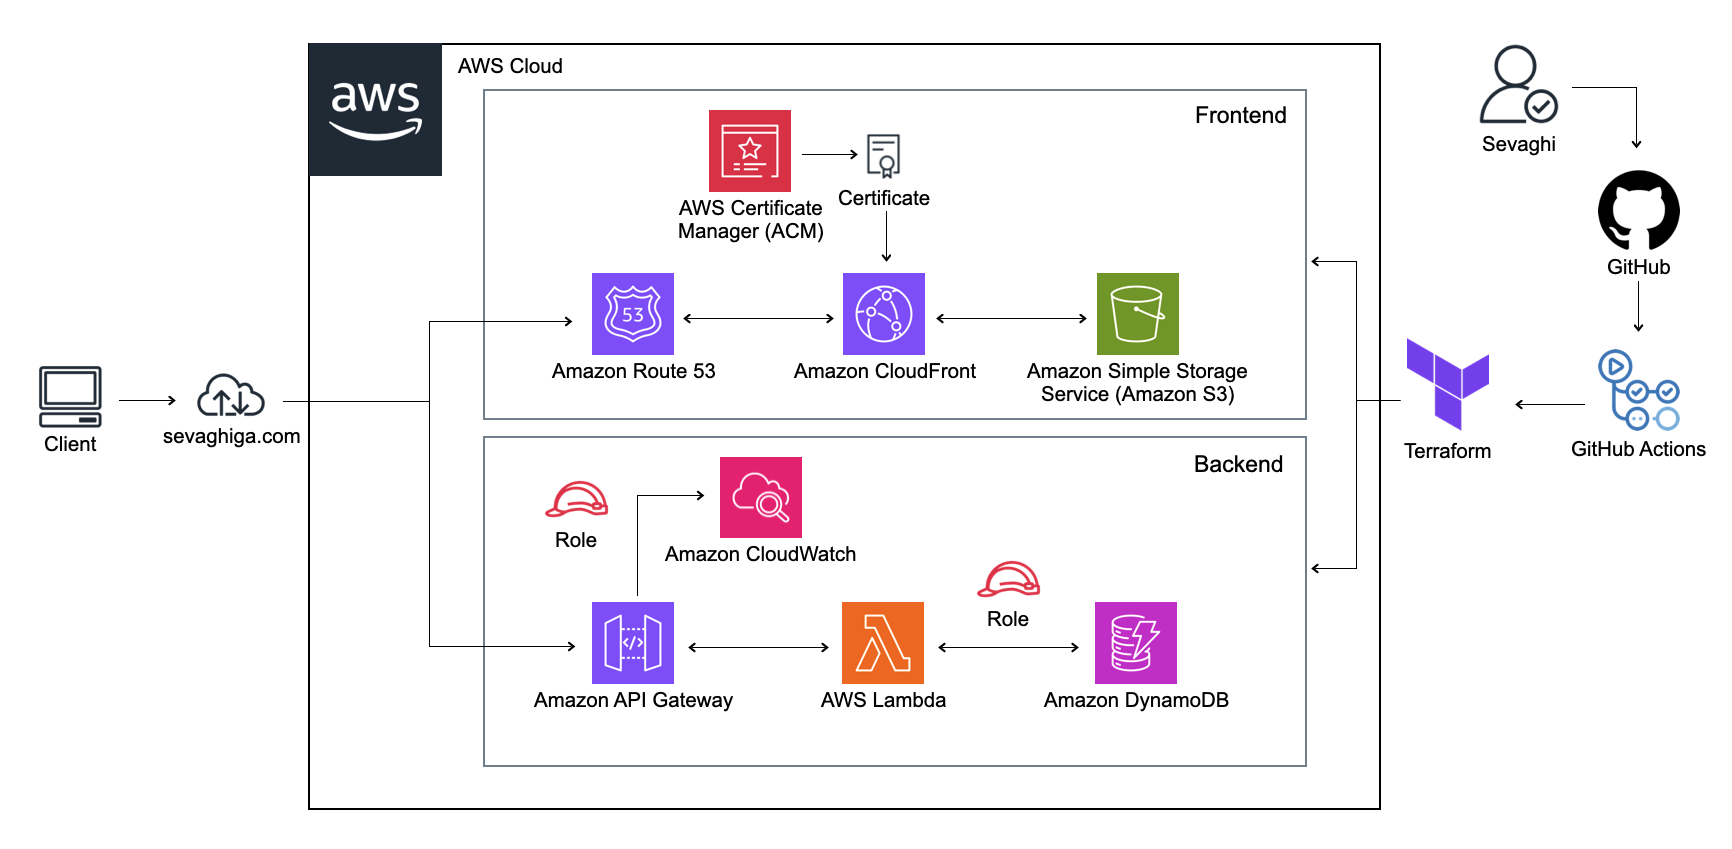 aws
AWS Cloud
Frontend
AWS Certificate
Manager (ACM)
Certificate
53
Amazon Route 53
Amazon CloudFront
Amazon Simple Storage
Service (Amazon S3)
Client
sevaghiga.com
Backend
Role
Amazon CloudWatch
Role
</>
Amazon API Gateway
AWS Lambda
Amazon DynamoDB
Sevaghi
GitHub
GitHub Actions
Terraform